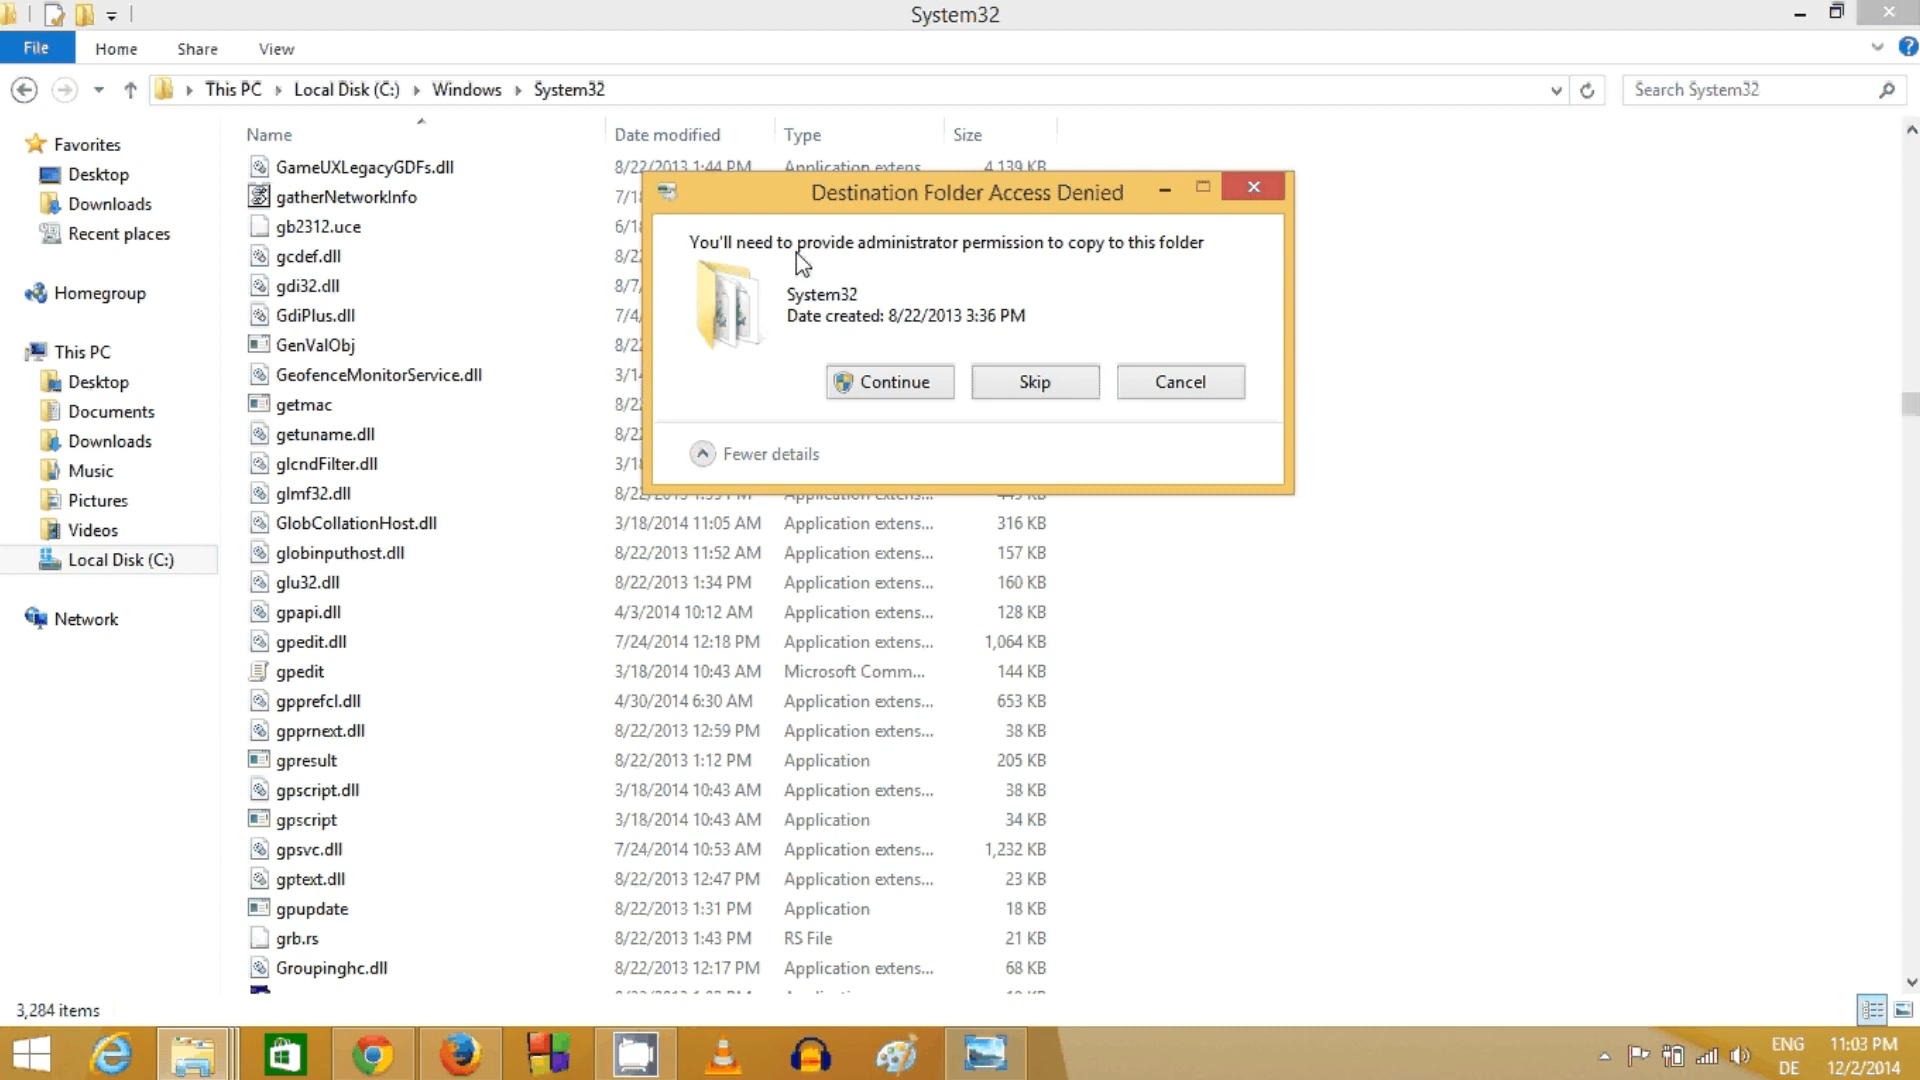 System32
File Home Share View
This PC Local Disk (C:) Windows System32
Search System32
Favorites
Desktop
Downloads
Recent places
Homegroup
This PC
Desktop
Documents
Downloads
Music
Pictures
Videos
Local Disk (C:)
Network
Name Date modified Type Size
GameUXLegacyGDFs.dll 8/22/2013 1:44 PM Application extens... 4,139 KB
gatherNetworkInfo
gb2312.uce
gcdef.dll
gdi32.dll
GdiPlus.dll
GenValObj
GeofenceMonitorService.dll
getmac
getuname.dll
glcndFilter.dll
glmf32.dll
GlobCollationHost.dll 3/18/2014 11:05 AM Application extens... 316 KB
globinputhost.dll 8/22/2013 11:52 AM Application extens... 157 KB
glu32.dll 8/22/2013 1:34 PM Application extens... 160 KB
gpapi.dll 4/3/2014 10:12 AM Application extens... 128 KB
gpedit.dll 7/24/2014 12:18 PM Application extens... 1,064 KB
gpedit 3/18/2014 10:43 AM Microsoft Comm... 144 KB
gpprefcl.dll 4/30/2014 6:30 AM Application extens... 653 KB
gpprnext.dll 8/22/2013 12:59 PM Application extens... 38 KB
gpresult 8/22/2013 1:12 PM Application 205 KB
gpscript.dll 3/18/2014 10:43 AM Application extens... 38 KB
gpscript 3/18/2014 10:43 AM Application 34 KB
gpsvc.dll 7/24/2014 10:53 AM Application extens... 1,232 KB
gptext.dll 8/22/2013 12:47 PM Application extens... 23 KB
gpupdate 8/22/2013 1:31 PM Application 18 KB
grb.rs 8/22/2013 1:43 PM RS File 21 KB
Groupinghc.dll 8/22/2013 12:17 PM Application extens... 68 KB
Destination Folder Access Denied
You'll need to provide administrator permission to copy to this folder
System32
Date created: 8/22/2013 3:36 PM
Continue Skip Cancel
Fewer details
3,284 items
ENG 11:03 PM
DE 12/2/2014